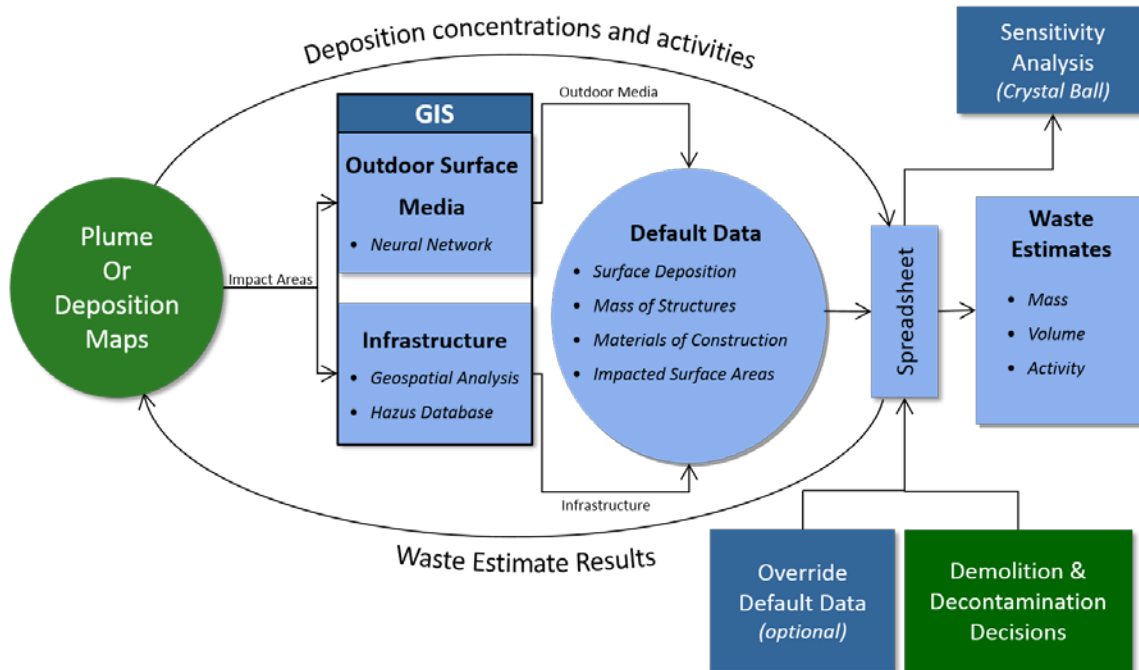 Deposition concentrations and activities
Sensitivity
Analysis
(Crystal Ball)
Outdoor Media
GIS
Outdoor Surface
Media
• Neural Network
Plume
Or
Deposition
Maps
Impact Areas
Infrastructure
• Geospatial Analysis
• Hazus Database
Default Data
• Surface Deposition
• Mass of Structures
• Materials of Construction
• Impacted Surface Areas
Spreadsheet
Waste
Estimates
• Mass
• Volume
• Activity
Infrastructure
Waste Estimate Results
Override
Default Data
(optional)
Demolition &
Decontamination
Decisions